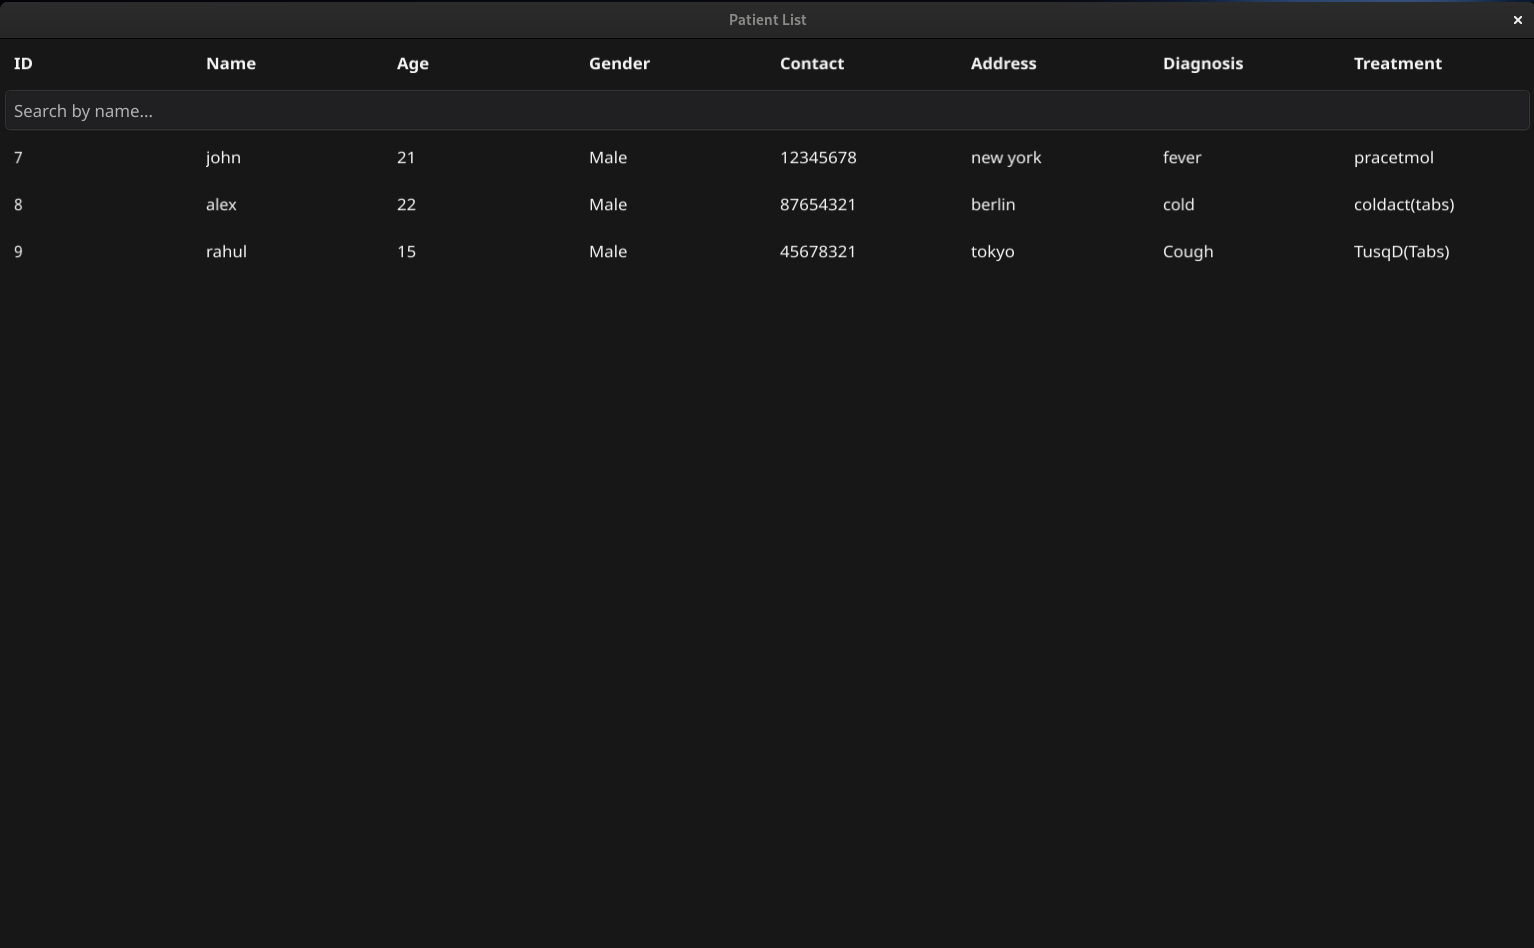 Patient List ×
ID Name Age Gender Contact Address Diagnosis Treatment
Search by name...
7 john 21 Male 12345678 new york fever pracetmol
8 alex 22 Male 87654321 berlin cold coldact(tabs)
9 rahul 15 Male 45678321 tokyo Cough TusqD(Tabs)